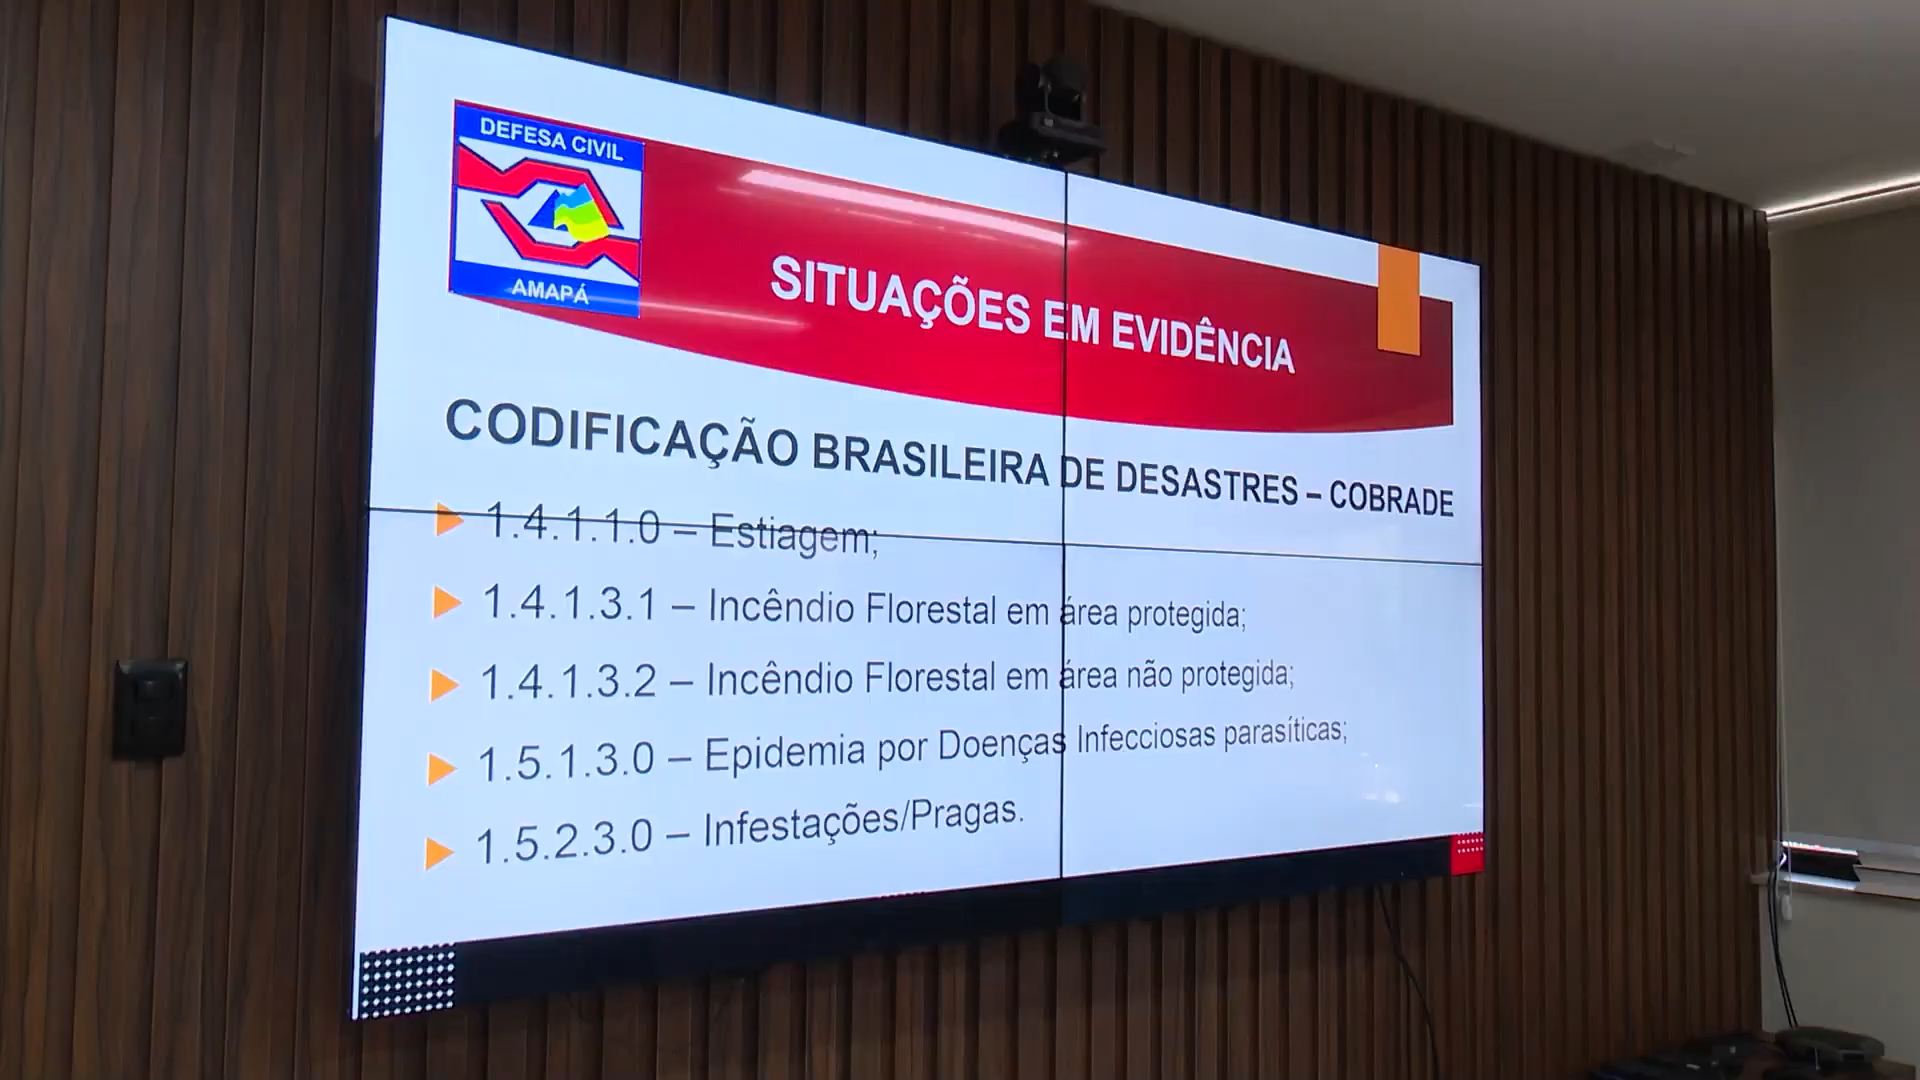 DEFESA CIVIL
AMAPÁ
SITUAÇÕES EM EVIDÊNCIA
CODIFICAÇÃO BRASILEIRA DE DESASTRES – COBRADE
1.4.1.1.0 – Estiagem;
1.4.1.3.1 – Incêndio Florestal em área protegida;
1.4.1.3.2 – Incêndio Florestal em área não protegida;
1.5.1.3.0 – Epidemia por Doenças Infecciosas parasíticas;
1.5.2.3.0 – Infestações/Pragas.